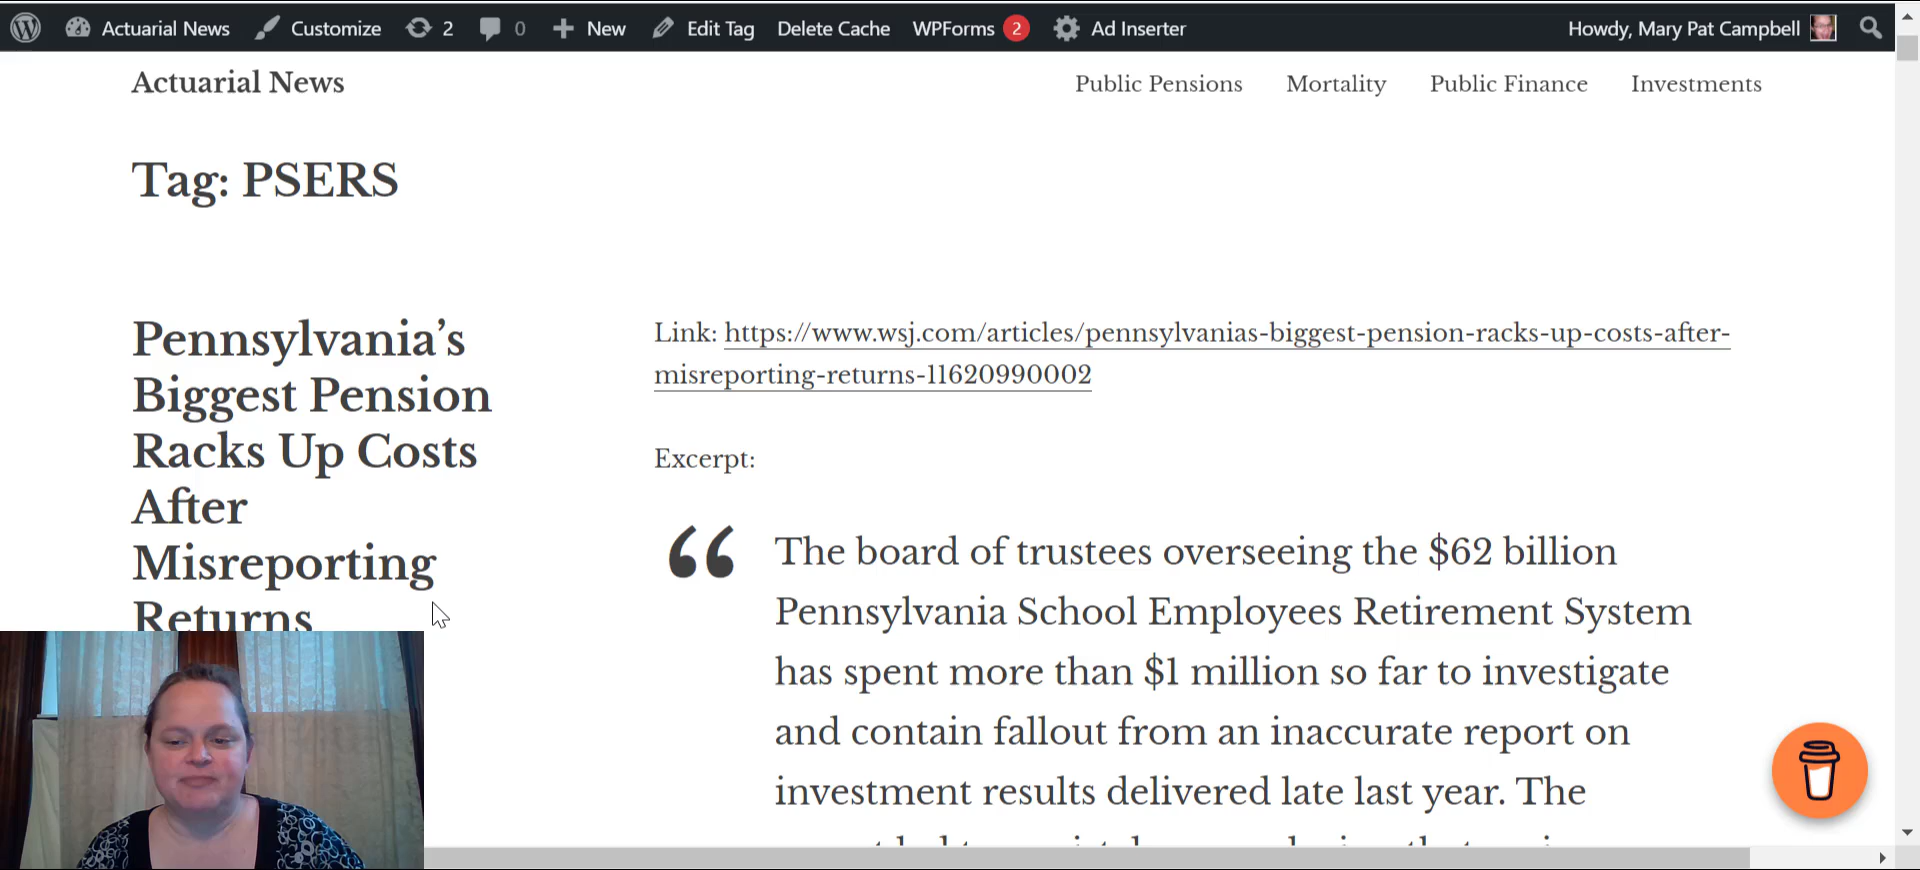 Actuarial News Customize 2 0 New Edit Tag Delete Cache WPForms 2 Ad Inserter Howdy, Mary Pat Campbell
Actuarial News Public Pensions Mortality Public Finance Investments
Tag: PSERS
Pennsylvania’s
Biggest Pension
Racks Up Costs
After
Misreporting
Returns
Link: https://www.wsj.com/articles/pennsylvanias-biggest-pension-racks-up-costs-after-
misreporting-returns-11620990002
Excerpt:
“ The board of trustees overseeing the $62 billion
Pennsylvania School Employees Retirement System
has spent more than $1 million so far to investigate
and contain fallout from an inaccurate report on
investment results delivered late last year. The